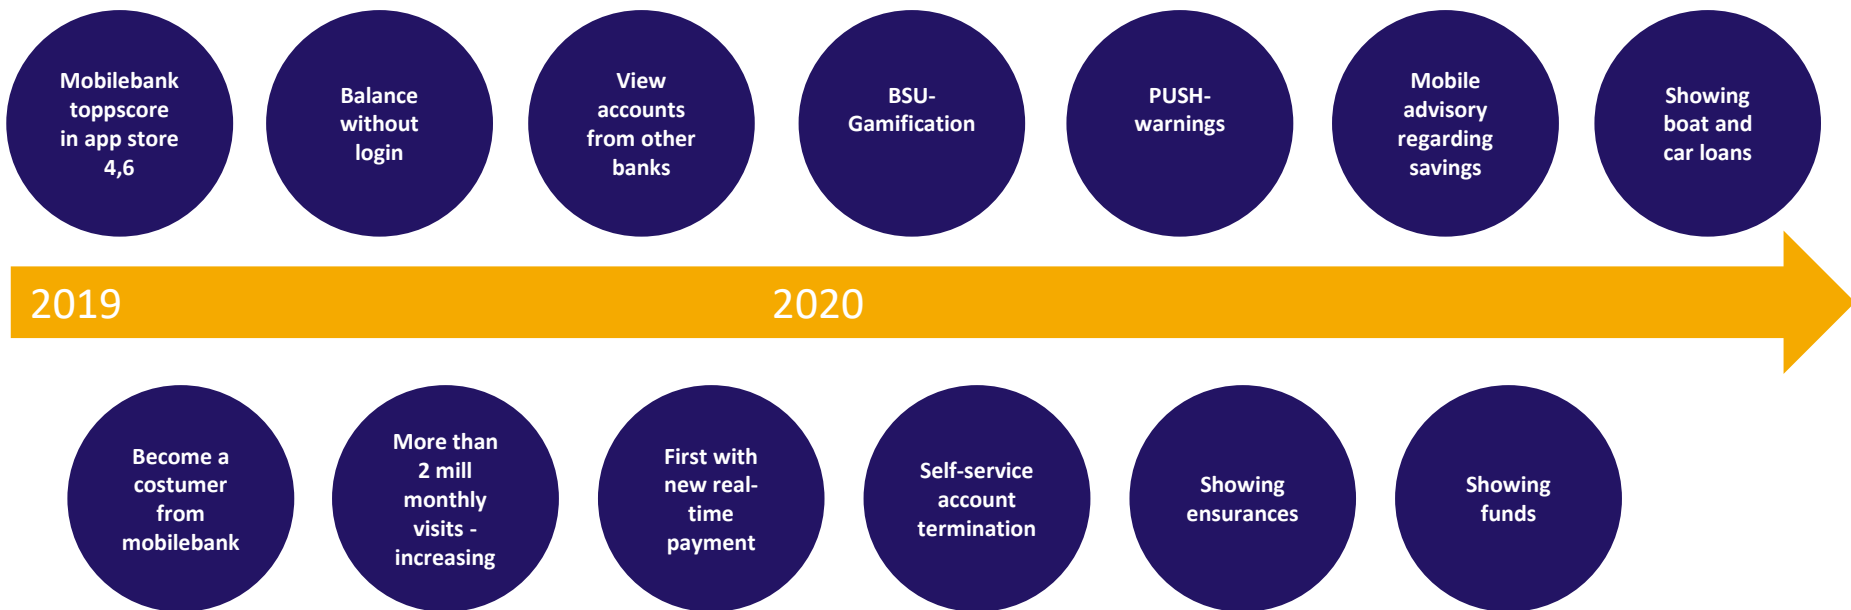 Mobilebank
toppscore
in app store
4,6
Balance
without
login
View
accounts
from other
banks
BSU-
Gamification
PUSH-
warnings
Mobile
advisory
regarding
savings
Showing
boat and
car loans
2019
2020
Become a
costumer
from
mobilebank
More than
2 mill
monthly
visits -
increasing
First with
new real-
time
payment
Self-service
account
termination
Showing
ensurances
Showing
funds